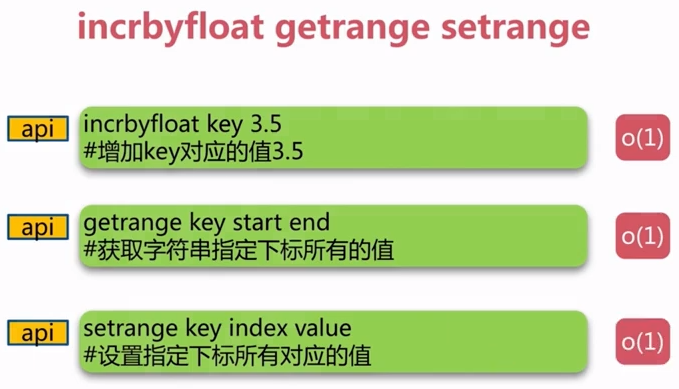 incrbyfloat getrange setrange
api
incrbyfloat key 3.5
#增加key对应的值3.5
o(1)
api
getrange key start end
#获取字符串指定下标所有的值
o(1)
api
setrange key index value
#设置指定下标所有对应的值
o(1)